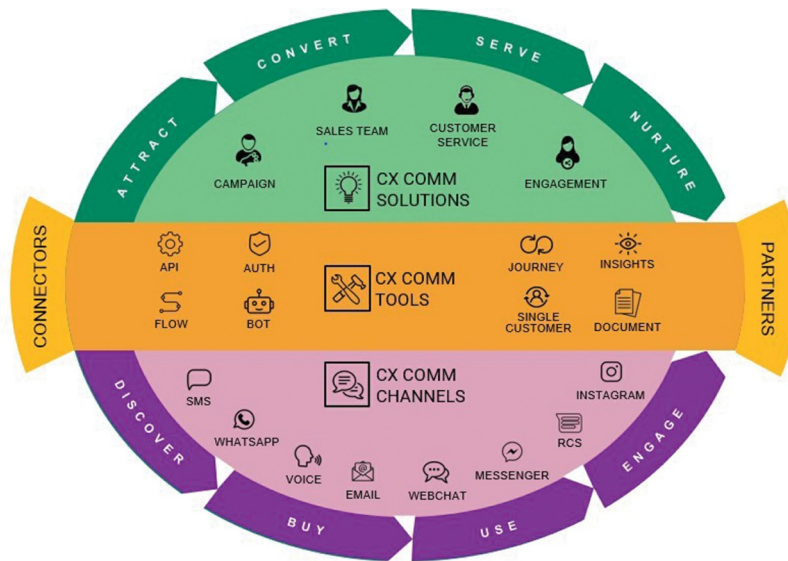 CONVERT
SERVE
ATTRACT
NURTURE
SALES TEAM
CUSTOMER
SERVICE
CAMPAIGN
ENGAGEMENT
CX COMM
SOLUTIONS
CONNECTORS
PARTNERS
API
AUTH
FLOW
BOT
CX COMM
TOOLS
JOURNEY
INSIGHTS
SINGLE
CUSTOMER
DOCUMENT
CX COMM
CHANNELS
SMS
WHATSAPP
VOICE
EMAIL
WEBCHAT
MESSENGER
RCS
INSTAGRAM
DISCOVER
BUY
USE
ENGAGE